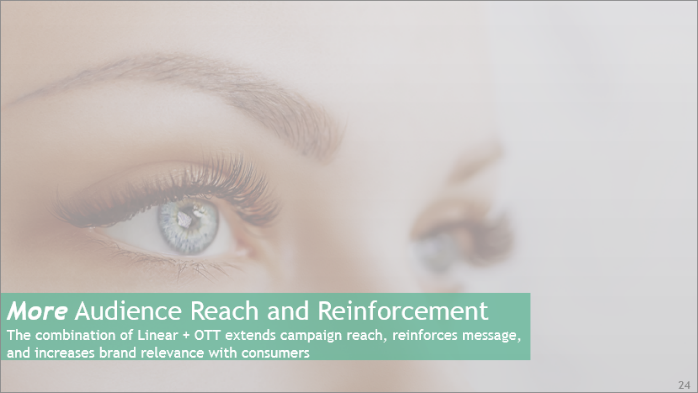 More Audience Reach and Reinforcement
The combination of Linear + OTT extends campaign reach, reinforces message,
and increases brand relevance with consumers
24